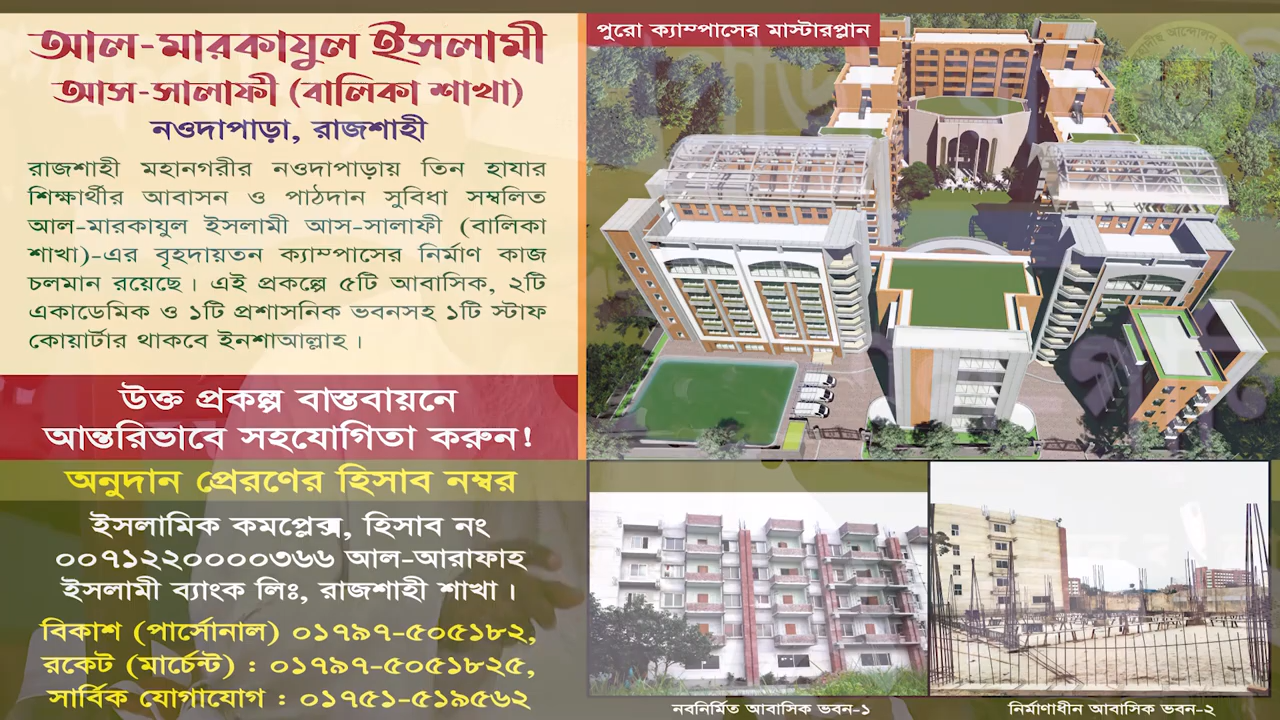 আল-মারকাযুল ইসলামী
আস-সালাফী (বালিকা শাখা)
নওদাপাড়া, রাজশাহী
রাজশাহী মহানগরীর নওদাপাড়ায় তিন হাযার
শিক্ষার্থীর আবাসন ও পাঠদান সুবিধা সম্বলিত
আল-মারকাযুল ইসলামী আস-সালাফী (বালিকা
শাখা)-এর বৃহদায়তন ক্যাম্পাসের নির্মাণ কাজ
চলমান রয়েছে। এই প্রকল্পে ৫টি আবাসিক, ২টি
একাডেমিক ও ১টি প্রশাসনিক ভবনসহ ১টি স্টাফ
কোয়ার্টার থাকবে ইনশাআল্লাহ।
উক্ত প্রকল্প বাস্তবায়নে
আন্তরিভাবে সহযোগিতা করুন!
অনুদান প্রেরণের হিসাব নম্বর
ইসলামিক কমপ্লেক্স, হিসাব নং
০০৭১২২০০০০৩৬৬ আল-আরাফাহ
ইসলামী ব্যাংক লিঃ, রাজশাহী শাখা।
বিকাশ (পার্সোনাল) ০১৭৯৭-৫০৫১৮২,
রকেট (মার্চেন্ট) : ০১৭৯৭-৫০৫১৮২৫,
সার্বিক যোগাযোগ : ০১৭৫১-৫১৯৫৬২
পুরো ক্যাম্পাসের মাস্টারপ্লান
নবনির্মিত আবাসিক ভবন-১
নির্মাণাধীন আবাসিক ভবন-২